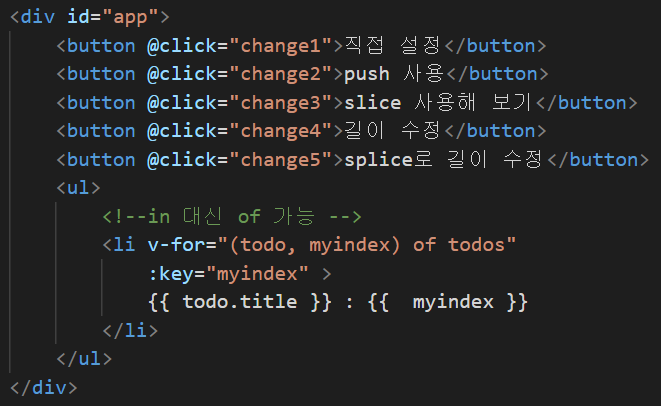 <div id="app">
<button @click="change1">직접 설정</button>
<button @click="change2">push 사용</button>
<button @click="change3">slice 사용해 보기</button>
<button @click="change4">길이 수정</button>
<button @click="change5">splice로 길이 수정</button>
<ul>
<!--in 대신 of 가능 -->
<li v-for="(todo, myindex) of todos"
:key="myindex" >
{{ todo.title }} : {{  myindex }}
</li>
</ul>
</div>